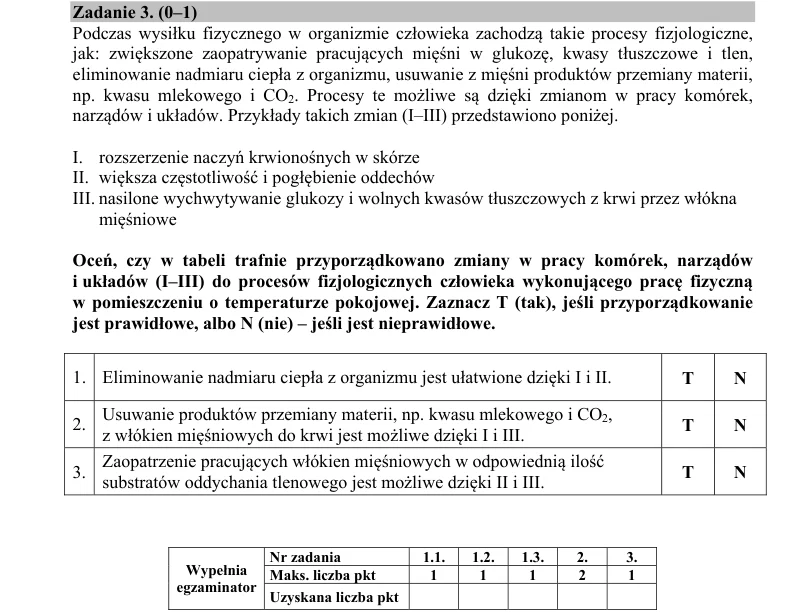 Zadanie 3. (0–1)
Podczas wysiłku fizycznego w organizmie człowieka zachodzą takie procesy fizjologiczne,
jak: zwiększone zaopatrywanie pracujących mięśni w glukozę, kwasy tłuszczowe i tlen,
eliminowanie nadmiaru ciepła z organizmu, usuwanie z mięśni produktów przemiany materii,
np. kwasu mlekowego i CO₂. Procesy te możliwe są dzięki zmianom w pracy komórek,
narządów i układów. Przykłady takich zmian (I–III) przedstawiono poniżej.
I. rozszerzenie naczyń krwionośnych w skórze
II. większa częstotliwość i pogłębienie oddechów
III. nasilone wychwytywanie glukozy i wolnych kwasów tłuszczowych z krwi przez włókna
mięśniowe
Oceń, czy w tabeli trafnie przyporządkowano zmiany w pracy komórek, narządów
i układów (I–III) do procesów fizjologicznych człowieka wykonującego pracę fizyczną
w pomieszczeniu o temperaturze pokojowej. Zaznacz T (tak), jeśli przyporządkowanie
jest prawidłowe, albo N (nie) – jeśli jest nieprawidłowe.
1. Eliminowanie nadmiaru ciepła z organizmu jest ułatwione dzięki I i II. T N
2. Usuwanie produktów przemiany materii, np. kwasu mlekowego i CO₂,
z włókien mięśniowych do krwi jest możliwe dzięki I i III. T N
3. Zaopatrzenie pracujących włókien mięśniowych w odpowiednią ilość
substratów oddychania tlenowego jest możliwe dzięki II i III. T N
Wypełnia
egzaminator
Nr zadania 1.1. 1.2. 1.3. 2. 3.
Maks. liczba pkt 1 1 1 2 1
Uzyskana liczba pkt